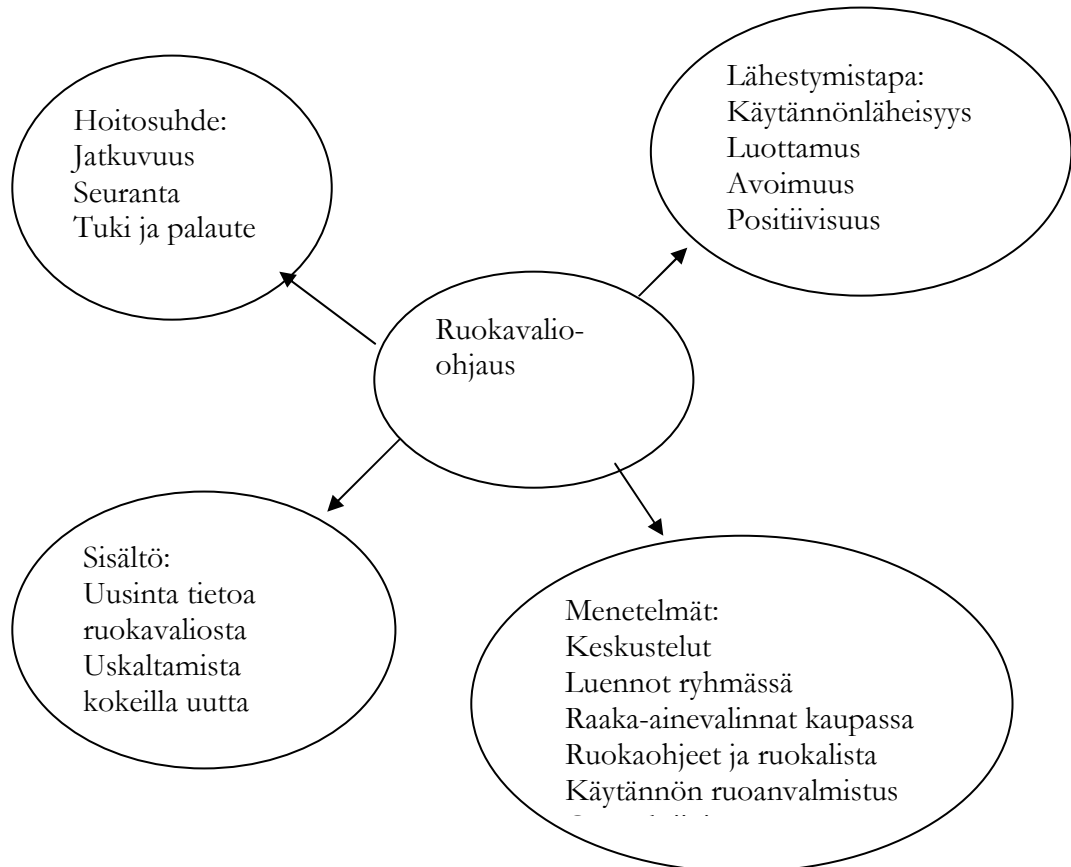 Hoitosuhde:
Jatkuvuus
Seuranta
Tuki ja palaute
Lähestymistapa:
Käytännönläheisyys
Luottamus
Avoimuus
Positiivisuus
Ruokavalio-
ohjaus
Sisältö:
Uusinta tietoa
ruokavaliosta
Uskaltamista
kokeilla uutta
Menetelmät:
Keskustelut
Luennot ryhmässä
Raaka-ainevalinnat kaupassa
Ruokaohjeet ja ruokalista
Käytännön ruoanvalmistus